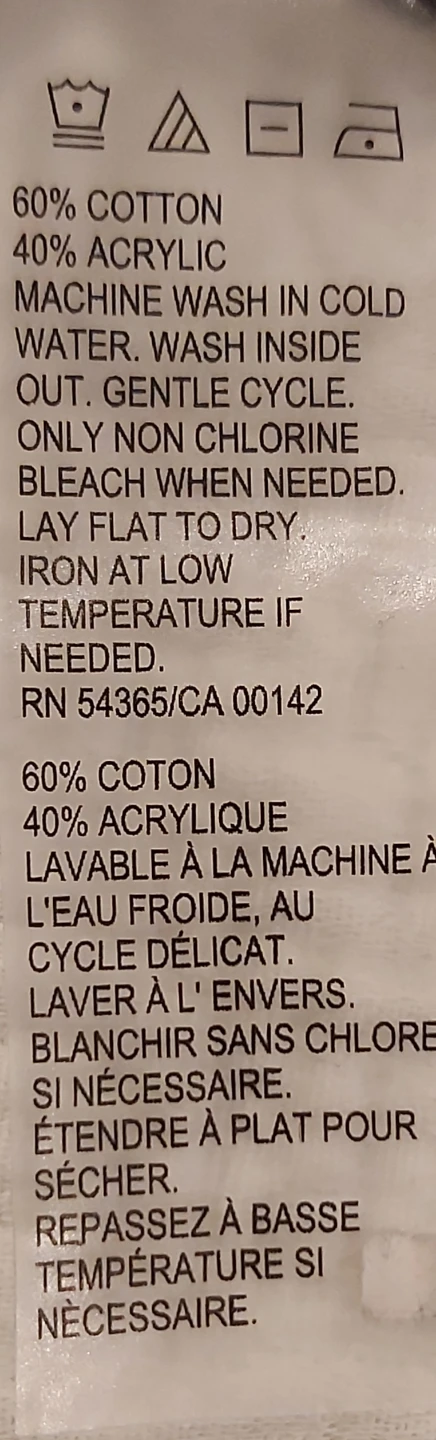 60% COTTON
40% ACRYLIC
MACHINE WASH IN COLD
WATER. WASH INSIDE
OUT. GENTLE CYCLE.
ONLY NON CHLORINE
BLEACH WHEN NEEDED.
LAY FLAT TO DRY.
IRON AT LOW
TEMPERATURE IF
NEEDED.
RN 54365/CA 00142
60% COTON
40% ACRYLIQUE
LAVABLE À LA MACHINE À
L'EAU FROIDE, AU
CYCLE DÉLICAT.
LAVER À L' ENVERS.
BLANCHIR SANS CHLORE
SI NÉCESSAIRE.
ÉTENDRE À PLAT POUR
SÉCHER.
REPASSEZ À BASSE
TEMPÉRATURE SI
NÈCESSAIRE.